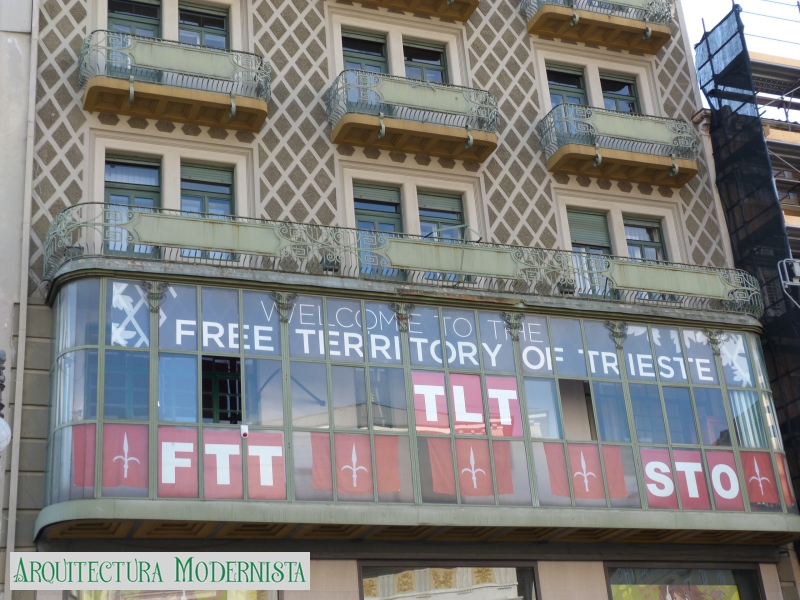 WELCOME TO THE
FREE TERRITORY OF TRIESTE
TLT
FTT
STO
ARQUITECTURA MODERNISTA